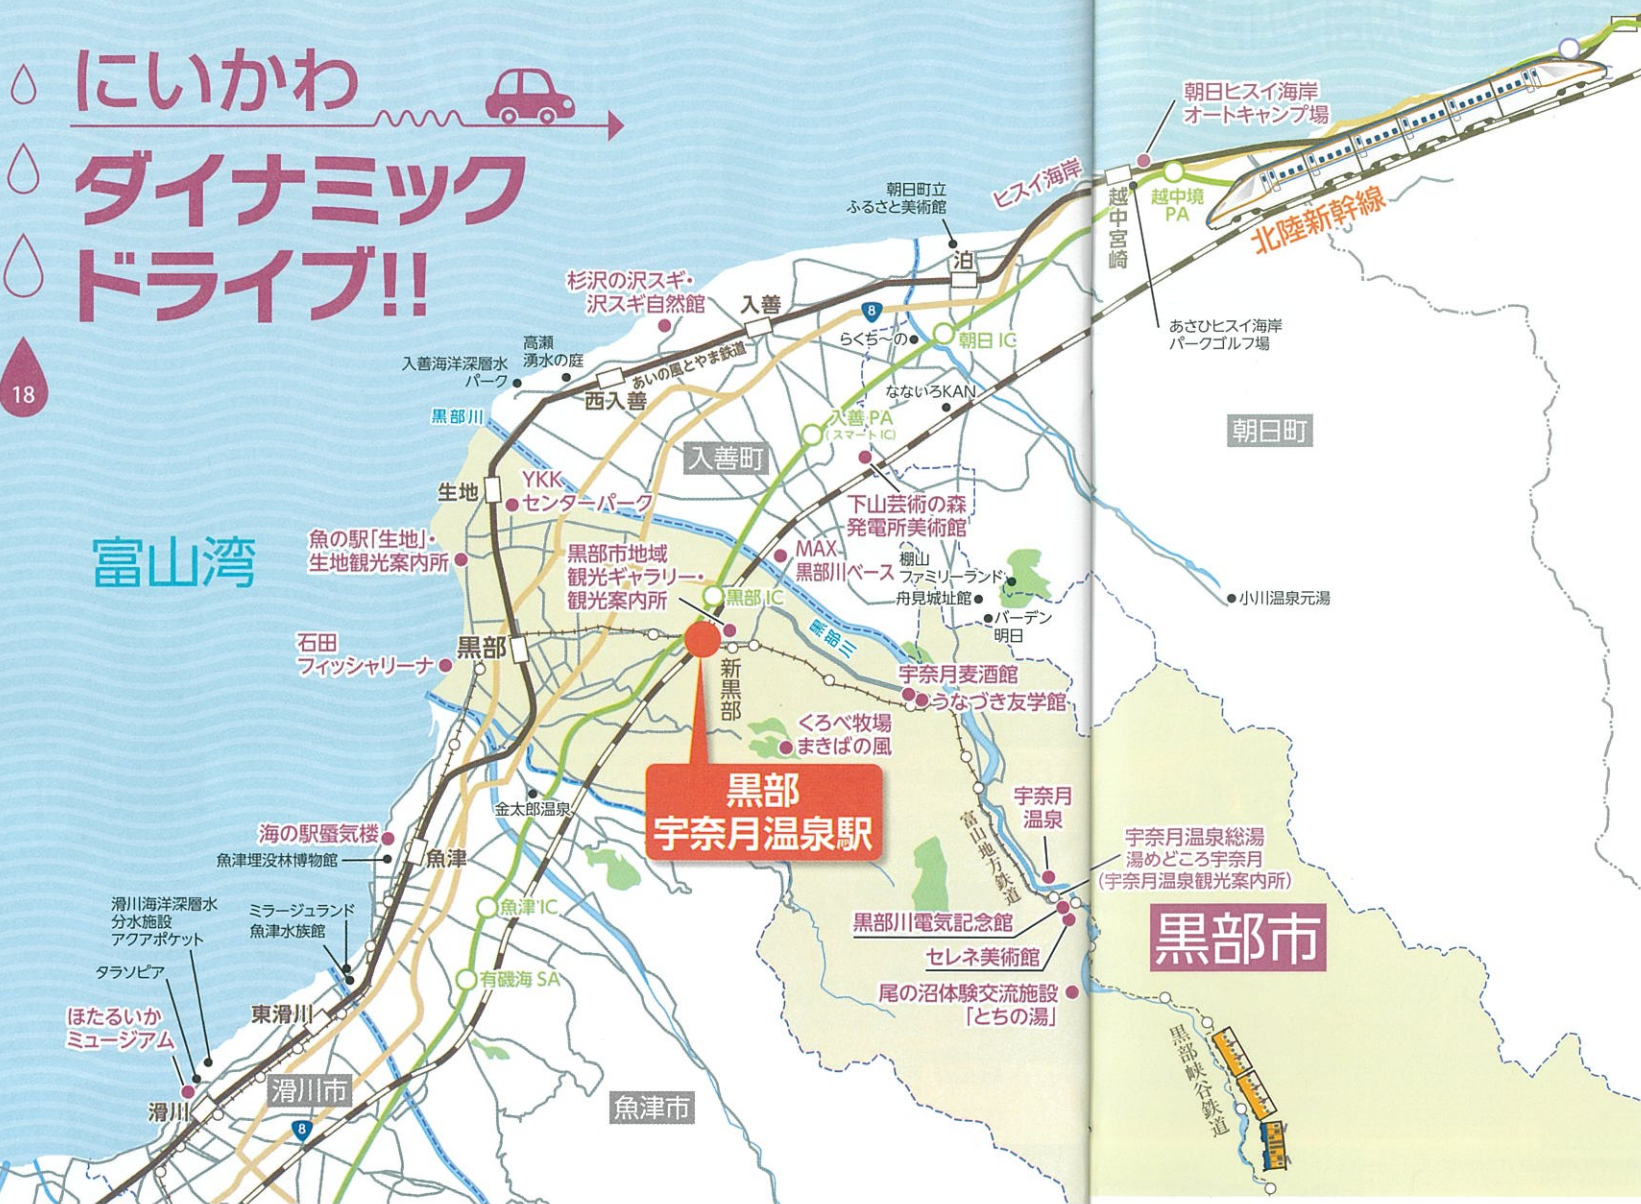 にいかわ
ダイナミック
ドライブ!!
18
富山湾
朝日ヒスイ海岸
オートキャンプ場
ヒスイ海岸
越中宮崎
越中境
PA
北陸新幹線
あさひヒスイ海岸
パークゴルフ場
朝日町立
ふるさと美術館
泊
8
朝日 IC
らくち〜の
なないろKAN
朝日町
杉沢の沢スギ・
沢スギ自然館
入善
あいの風とやま鉄道
高瀬
湧水の庭
入善海洋深層水
パーク
西入善
黒部川
入善 PA
(スマートIC)
入善町
下山芸術の森
発電所美術館
生地
YKK
センターパーク
魚の駅「生地」・
生地観光案内所
黒部市地域
観光ギャラリー・
観光案内所
MAX
黒部川ベース
棚山
ファミリーランド
舟見城址館
バーデン
明日
小川温泉元湯
黒部 IC
黒部川
石田
フィッシャリーナ
黒部
新黒部
宇奈月麦酒館
うなづき友学館
くろべ牧場
まきばの風
黒部
宇奈月温泉駅
金太郎温泉
宇奈月
温泉
富山地方鉄道
宇奈月温泉総湯
湯めどころ宇奈月
(宇奈月温泉観光案内所)
海の駅蜃気楼
魚津埋没林博物館
魚津
黒部川電気記念館
セレネ美術館
尾の沼体験交流施設
「とちの湯」
黒部市
滑川海洋深層水
分水施設
アクアポケット
ミラージュランド
魚津水族館
タラソピア
魚津 IC
有磯海 SA
ほたるいか
ミュージアム
東滑川
滑川
滑川市
8
魚津市
黒部峡谷鉄道